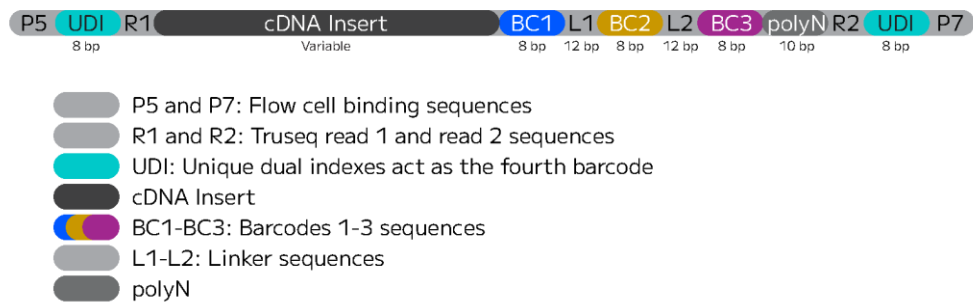 P5 UDI R1 cDNA Insert BC1 L1 BC2 L2 BC3 polyN R2 UDI P7
8 bp Variable 8 bp 12 bp 8 bp 12 bp 8 bp 10 bp 8 bp
P5 and P7: Flow cell binding sequences
R1 and R2: Truseq read 1 and read 2 sequences
UDI: Unique dual indexes act as the fourth barcode
cDNA Insert
BC1-BC3: Barcodes 1-3 sequences
L1-L2: Linker sequences
polyN